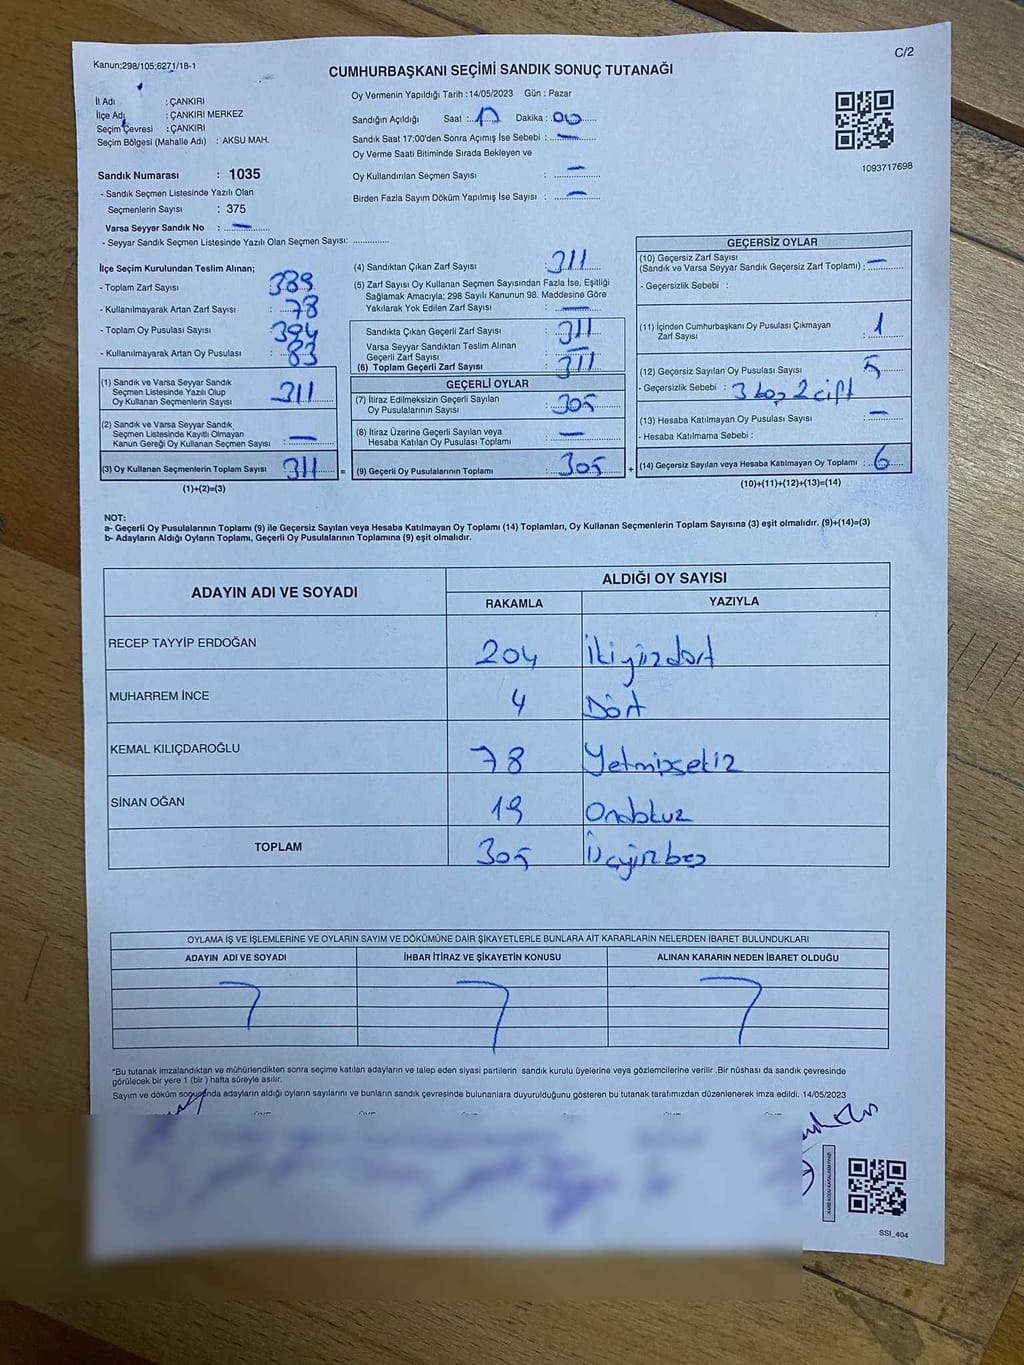 C/2
Kanun;298/105;6271/18-1
CUMHURBAŞKANI SEÇİMİ SANDIK SONUÇ TUTANAĞI
İl Adı : ÇANKIRI
İlçe Adı : ÇANKIRI MERKEZ
Seçim Çevresi : ÇANKIRI
Seçim Bölgesi (Mahalle Adı) : AKSU MAH.
Oy Vermenin Yapıldığı Tarih :14/05/2023 Gün : Pazar
Sandığın Açıldığı Saat :.17.... Dakika : 00......
Sandık Saat 17:00'den Sonra Açımış İse Sebebi : —
Oy Verme Saati Bitiminde Sırada Bekleyen ve
Oy Kullandırılan Seçmen Sayısı : —
Birden Fazla Sayım Döküm Yapılmış İse Sayısı : —
1093717698
Sandık Numarası : 1035
- Sandık Seçmen Listesinde Yazılı Olan
Seçmenlerin Sayısı : 375
Varsa Seyyar Sandık No : —
- Seyyar Sandık Seçmen Listesinde Yazılı Olan Seçmen Sayısı: ............
İlçe Seçim Kurulundan Teslim Alınan;
- Toplam Zarf Sayısı : 389
- Kullanılmayarak Artan Zarf Sayısı : 78
- Toplam Oy Pusulası Sayısı : 394
- Kullanılmayarak Artan Oy Pusulası : 83
(1) Sandık ve Varsa Seyyar Sandık
Seçmen Listesinde Yazılı Olup
Oy Kullanan Seçmenlerin Sayısı : 311
(2) Sandık ve Varsa Seyyar Sandık
Seçmen Listesinde Kayıtlı Olmayan
Kanun Gereği Oy Kullanan Seçmen Sayısı : —
(3) Oy Kullanan Seçmenlerin Toplam Sayısı 311 =
(1)+(2)=(3)
(4) Sandıktan Çıkan Zarf Sayısı : 311
(5) Zarf Sayısı Oy Kullanan Seçmen Sayısından Fazla İse, Eşitliği
Sağlamak Amacıyla; 298 Sayılı Kanunun 98. Maddesine Göre
Yakılarak Yok Edilen Zarf Sayısı : —
Sandıkta Çıkan Geçerli Zarf Sayısı : 311
Varsa Seyyar Sandıktan Teslim Alınan
Geçerli Zarf Sayısı : —
(6) Toplam Geçerli Zarf Sayısı : 311
GEÇERLİ OYLAR
(7) İtiraz Edilmeksizin Geçerli Sayılan
Oy Pusulalarının Sayısı : 305
(8) İtiraz Üzerine Geçerli Sayılan veya
Hesaba Katılan Oy Pusulası Toplamı : —
(9) Geçerli Oy Pusulalarının Toplamı : 305 +
GEÇERSİZ OYLAR
(10) Geçersiz Zarf Sayısı
(Sandık ve Varsa Seyyar Sandık Geçersiz Zarf Toplamı) : —
- Geçersizlik Sebebi :
(11) İçinden Cumhurbaşkanı Oy Pusulası Çıkmayan
Zarf Sayısı : 1
(12) Geçersiz Sayılan Oy Pusulası Sayısı : 5
- Geçersizlik Sebebi : 3 boş 2 çift
(13) Hesaba Katılmayan Oy Pusulası Sayısı : —
- Hesaba Katılmama Sebebi :
(14) Geçersiz Sayılan veya Hesaba Katılmayan Oy Toplamı : 6
(10)+(11)+(12)+(13)=(14)
NOT:
a- Geçerli Oy Pusulalarının Toplamı (9) ile Geçersiz Sayılan veya Hesaba Katılmayan Oy Toplamı (14) Toplamları, Oy Kullanan Seçmenlerin Toplam Sayısına (3) eşit olmalıdır. (9)+(14)=(3)
b- Adayların Aldığı Oyların Toplamı, Geçerli Oy Pusulalarının Toplamına (9) eşit olmalıdır.
ADAYIN ADI VE SOYADI ALDIĞI OY SAYISI
RAKAMLA YAZIYLA
RECEP TAYYİP ERDOĞAN 204 İkiyüzdört
MUHARREM İNCE 4 Dört
KEMAL KILIÇDAROĞLU 78 Yetmişsekiz
SİNAN OĞAN 19 Ondokuz
TOPLAM 305 Üçyüzbeş
OYLAMA İŞ VE İŞLEMLERİNE VE OYLARIN SAYIM VE DÖKÜMÜNE DAİR ŞİKAYETLERLE BUNLARA AİT KARARLARIN NELERDEN İBARET BULUNDUKLARI
ADAYIN ADI VE SOYADI İHBAR İTİRAZ VE ŞİKAYETİN KONUSU ALINAN KARARIN NEDEN İBARET OLDUĞU
*Bu tutanak imzalandıktan ve mühürlendikten sonra seçime katılan adayların ve talep eden siyasi partilerin sandık kurulu üyelerine veya gözlemcilerine verilir .Bir nüshası da sandık çevresinde
görülecek bir yere 1 (bir ) hafta süreyle asılır.
Sayım ve döküm sonucunda adayların aldığı oyların sayılarını ve bunların sandık çevresinde bulunanlara duyurulduğunu gösteren bu tutanak tarafımızdan düzenlenerek imza edildi. 14/05/2023
SSI_404